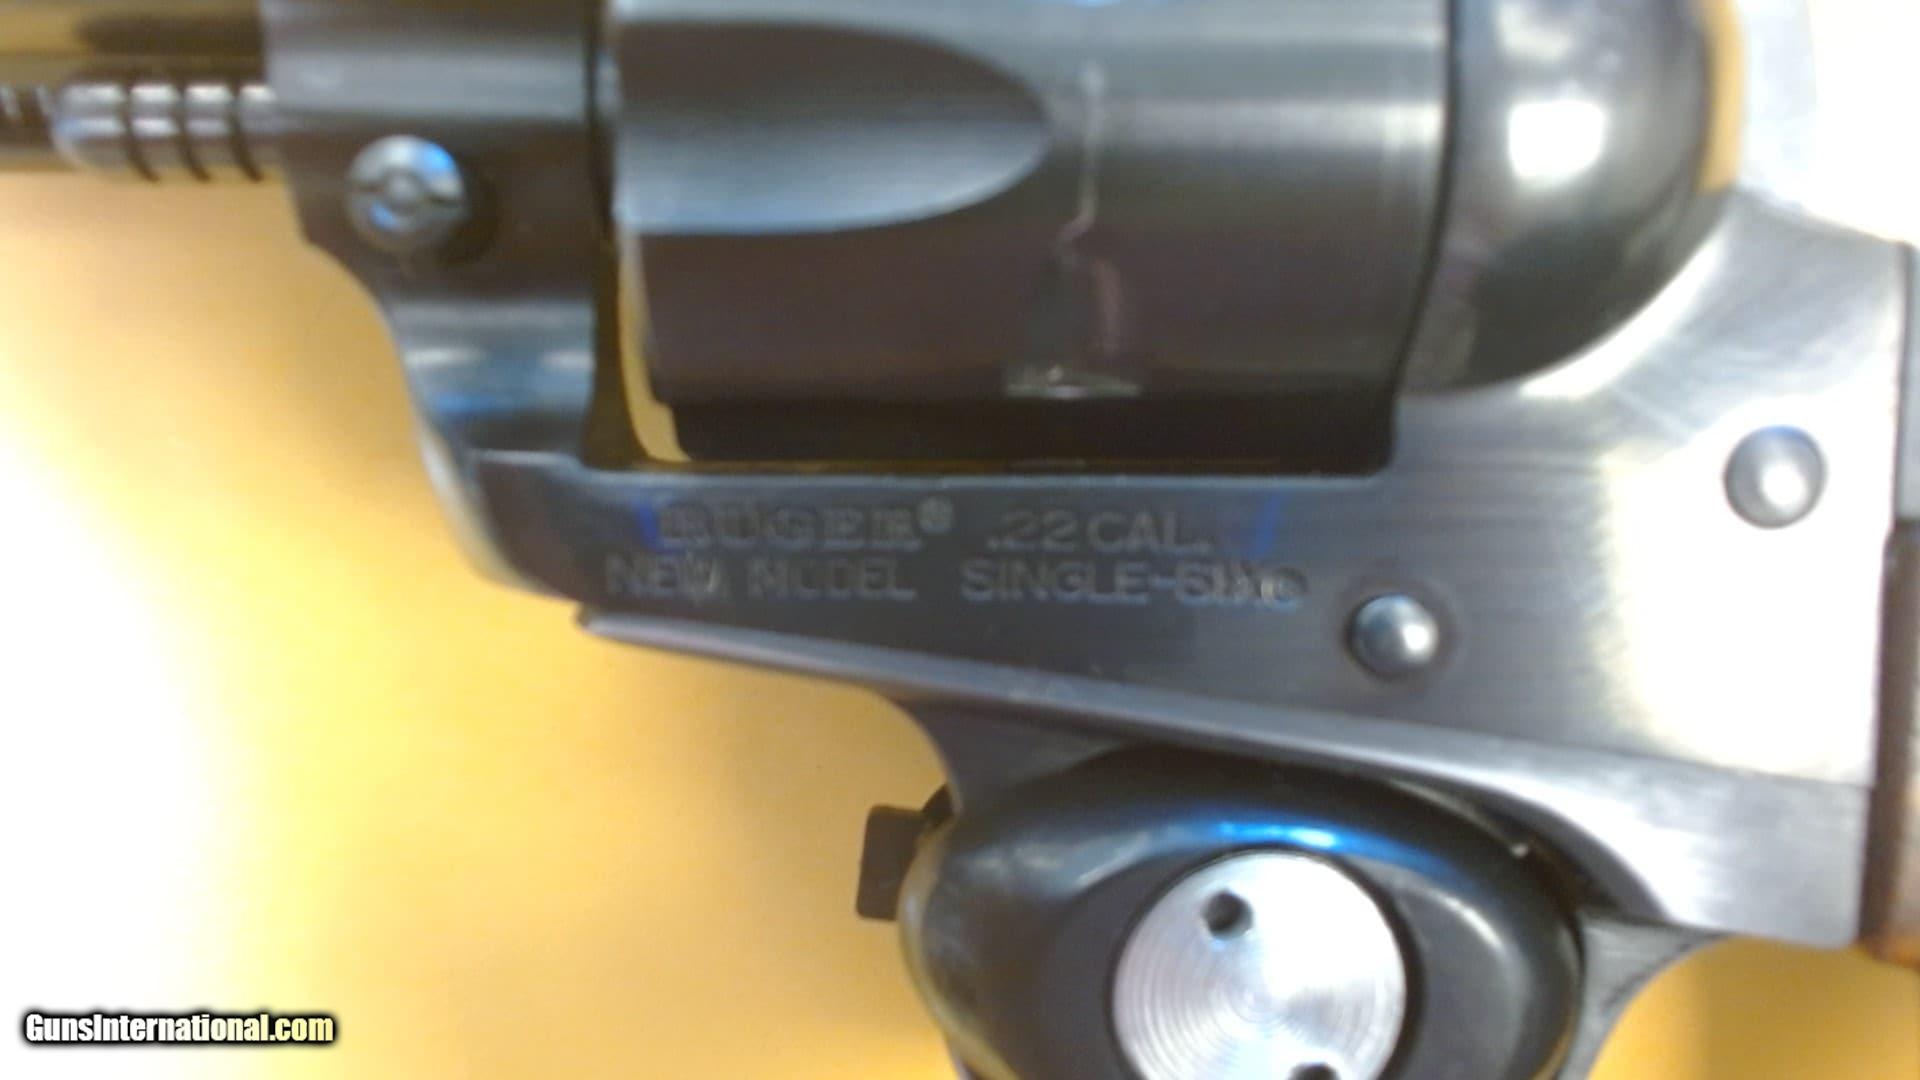 RUGER® .22 CAL.
NEW MODEL SINGLE-SIX
GunsInternational.com